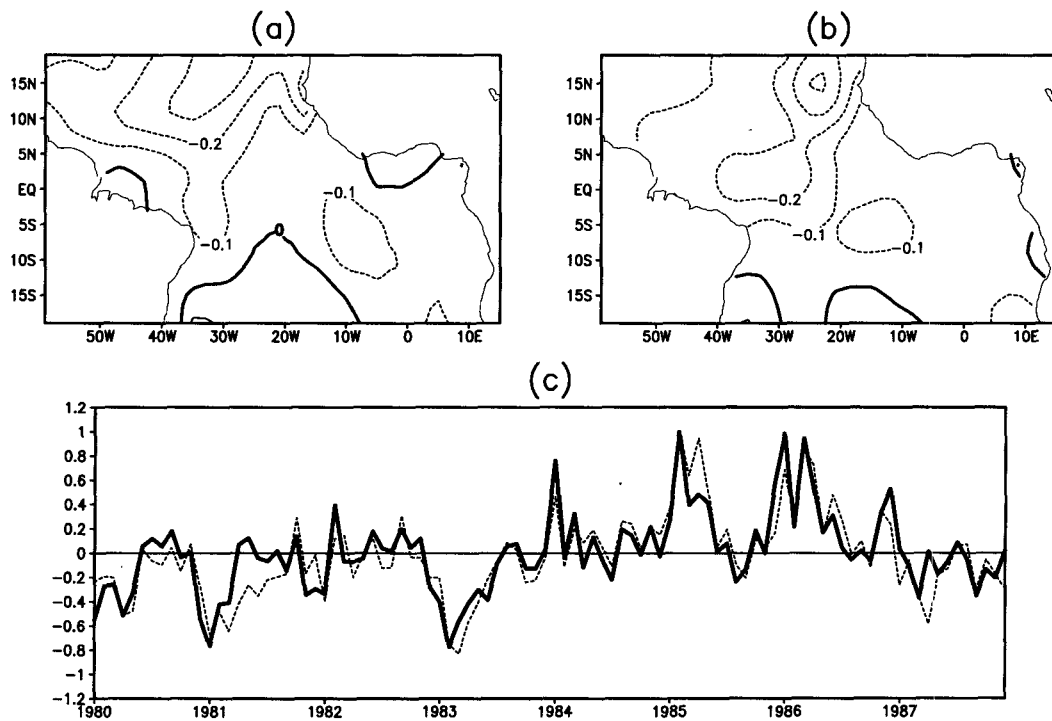 (a) (b)
15N 15N
10N 10N
-0.2
5N 5N
EQ EQ
-0.1 -0.2
5S 0 5S
-0.1 -0.1 -0.1
10S 10S
15S 15S
50W 40W 30W 20W 10W 0 10E 50W 40W 30W 20W 10W 0 10E
(c)
1.2
1
0.8
0.6
0.4
0.2
0
-0.2
-0.4
-0.6
-0.8
-1
-1.2
1980 1981 1982 1983 1984 1985 1986 1987